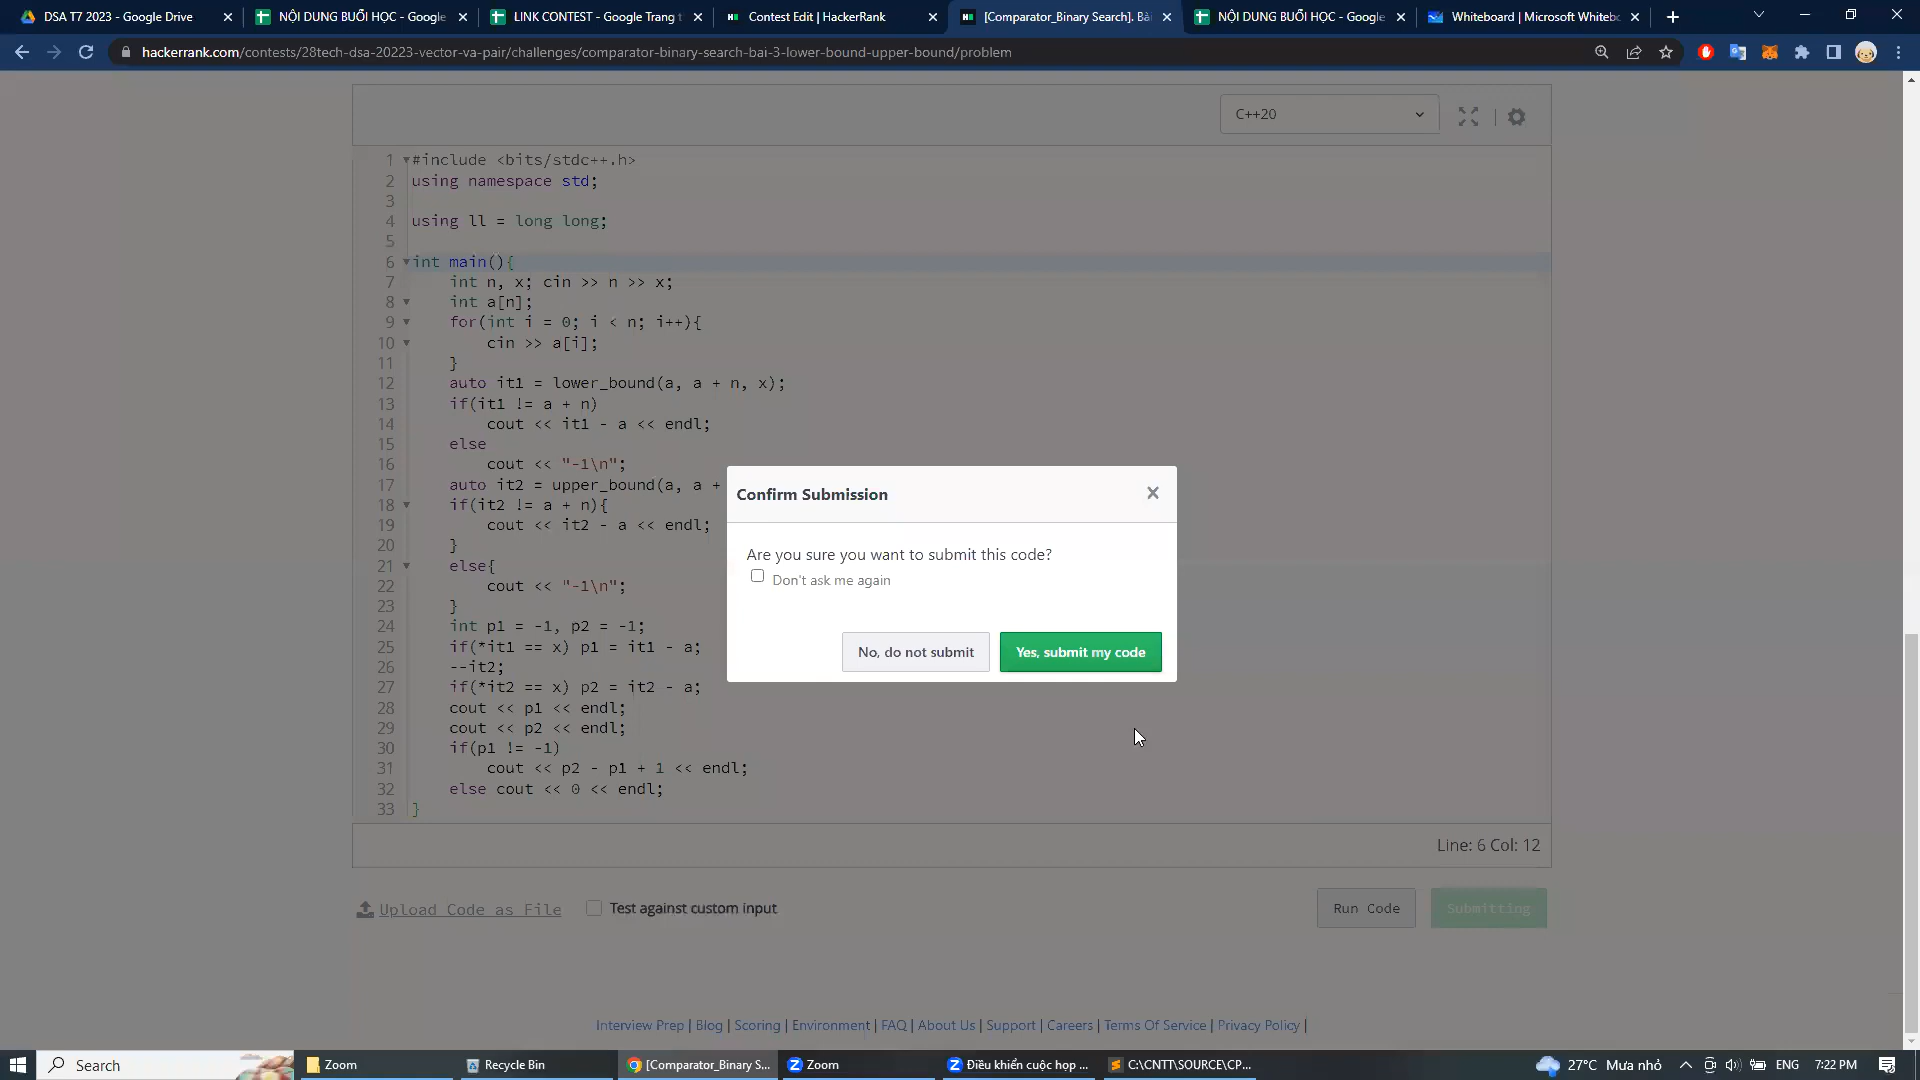 DSA T7 2023 - Google Drive
NỘI DUNG BUỔI HỌC - Google
LINK CONTEST - Google Trang t
Contest Edit | HackerRank
[Comparator_Binary Search]. Bài
NỘI DUNG BUỔI HỌC - Google
Whiteboard | Microsoft Whitebo
hackerrank.com/contests/28tech-dsa-20223-vector-va-pair/challenges/comparator-binary-search-bai-3-lower-bound-upper-bound/problem
C++20
1 #include <bits/stdc++.h>
2 using namespace std;
3
4 using ll = long long;
5
6 int main(){
7 int n, x; cin >> n >> x;
8 int a[n];
9 for(int i = 0; i < n; i++){
10 cin >> a[i];
11 }
12 auto it1 = lower_bound(a, a + n, x);
13 if(it1 != a + n)
14 cout << it1 - a << endl;
15 else
16 cout << "-1\n";
17 auto it2 = upper_bound(a, a +
18 if(it2 != a + n){
19 cout << it2 - a << endl;
20 }
21 else{
22 cout << "-1\n";
23 }
24 int p1 = -1, p2 = -1;
25 if(*it1 == x) p1 = it1 - a;
26 --it2;
27 if(*it2 == x) p2 = it2 - a;
28 cout << p1 << endl;
29 cout << p2 << endl;
30 if(p1 != -1)
31 cout << p2 - p1 + 1 << endl;
32 else cout << 0 << endl;
33 }
Confirm Submission
Are you sure you want to submit this code?
Don't ask me again
No, do not submit
Yes, submit my code
Line: 6 Col: 12
Upload Code as File
Test against custom input
Run Code
Submitting
Interview Prep | Blog | Scoring | Environment | FAQ | About Us | Support | Careers | Terms Of Service | Privacy Policy |
Search
Zoom
Recycle Bin
[Comparator_Binary S...
Zoom
Điều khiển cuộc họp ...
C:\CNTT\SOURCE\CP...
27°C Mưa nhỏ
ENG
7:22 PM